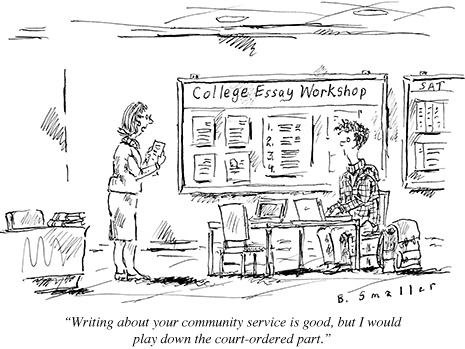 College Essay Workshop
SAT
1.
2.
3.
4.
B. Smaller
“Writing about your community service is good, but I would
play down the court-ordered part.”